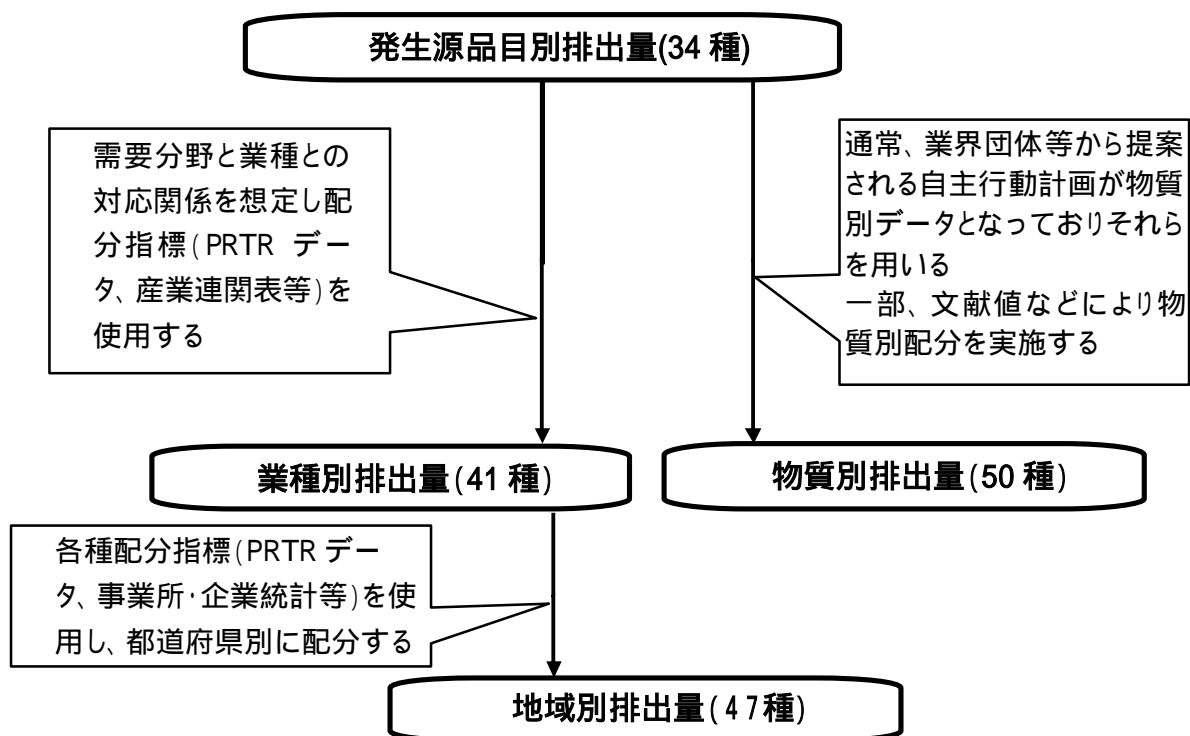 発生源品目別排出量(34 種)
需要分野と業種との
対応関係を想定し配
分指標(PRTR デー
タ、産業連関表等)を
使用する
通常、業界団体等から提案
される自主行動計画が物質
別データとなっておりそれら
を用いる
一部、文献値などにより物
質別配分を実施する
業種別排出量(41 種)
物質別排出量(50 種)
各種配分指標(PRTR デー
タ、事業所・企業統計等)を使
用し、都道府県別に配分する
地域別排出量(47種)